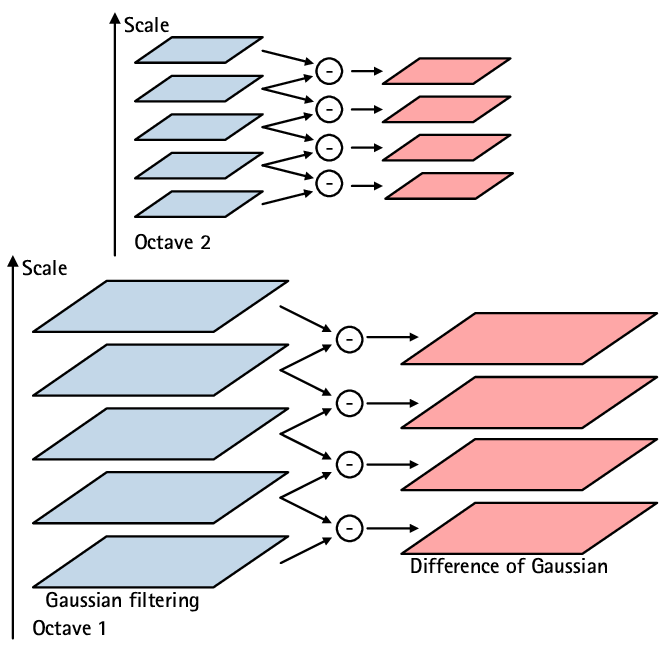 Scale
-
-
-
-
Octave 2
Scale
-
-
-
-
Difference of Gaussian
Gaussian filtering
Octave 1